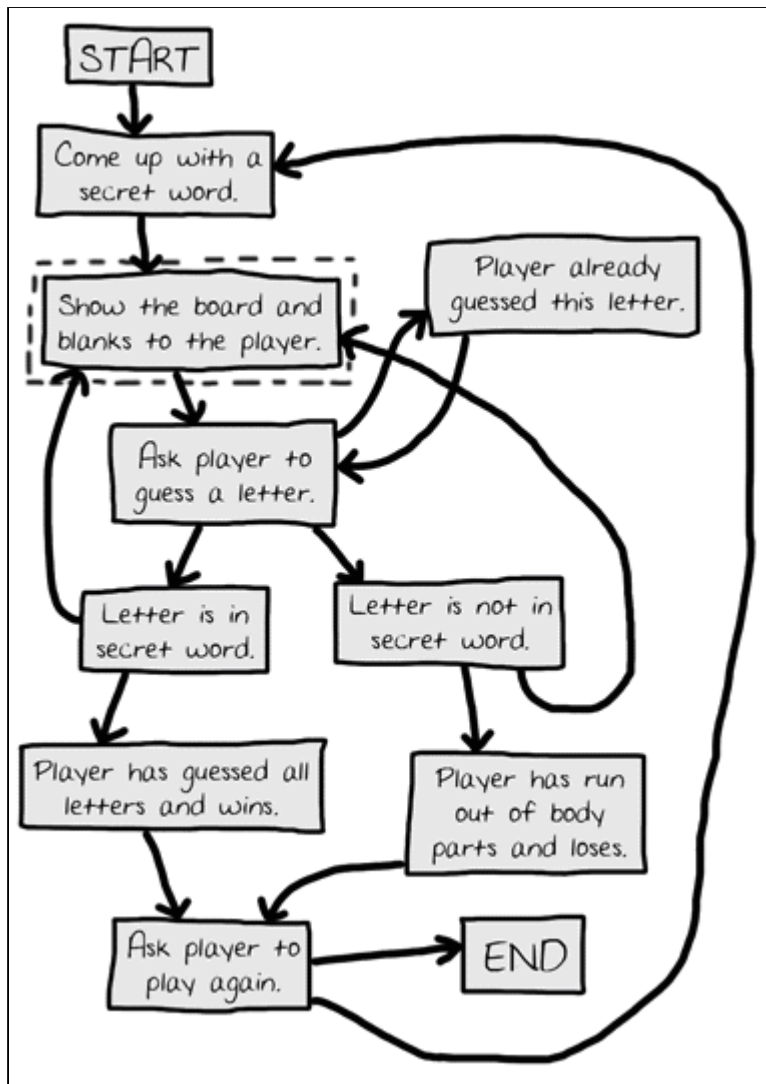 START
Come up with a
secret word.
Show the board and
blanks to the player.
Player already
guessed this letter.
Ask player to
guess a letter.
Letter is in
secret word.
Letter is not in
secret word.
Player has guessed all
letters and wins.
Player has run
out of body
parts and loses.
Ask player to
play again.
END